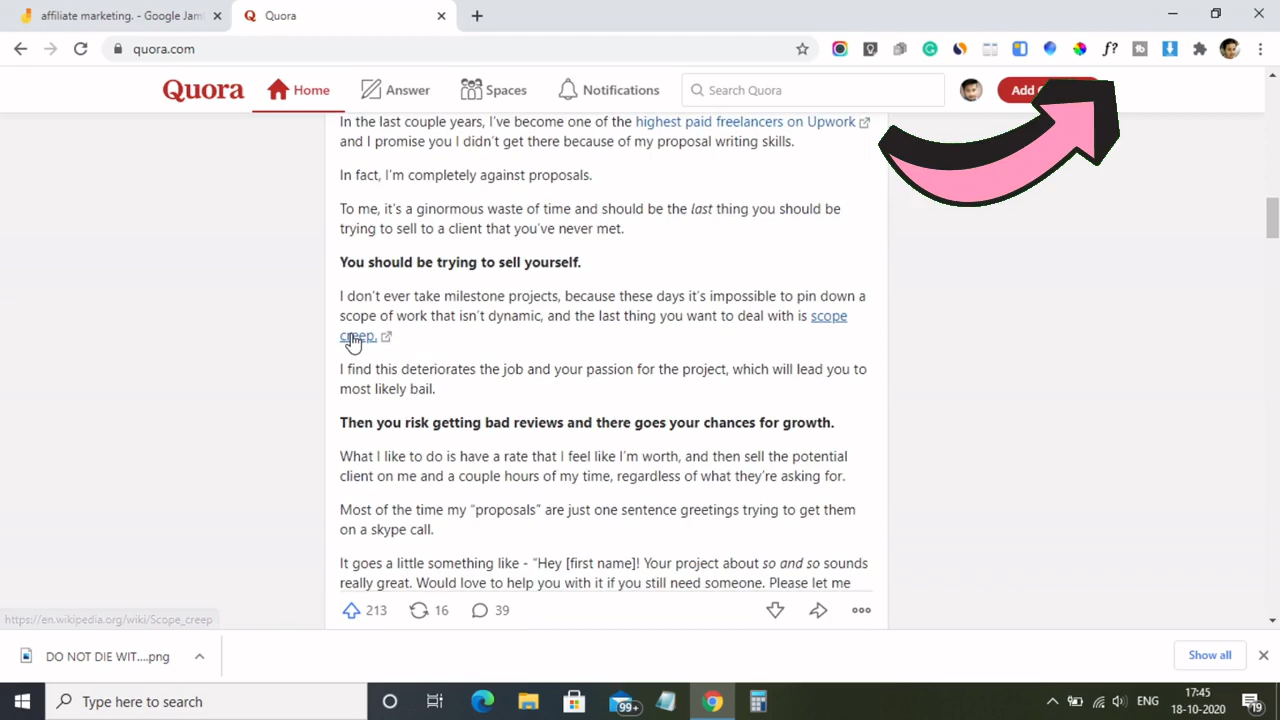 affiliate marketing. - Google Jam
Quora
quora.com
Quora
Home
Answer
Spaces
Notifications
Search Quora
Add
In the last couple years, I've become one of the highest paid freelancers on Upwork
and I promise you I didn't get there because of my proposal writing skills.
In fact, I'm completely against proposals.
To me, it's a ginormous waste of time and should be the last thing you should be
trying to sell to a client that you've never met.
You should be trying to sell yourself.
I don't ever take milestone projects, because these days it's impossible to pin down a
scope of work that isn't dynamic, and the last thing you want to deal with is scope
creep.
I find this deteriorates the job and your passion for the project, which will lead you to
most likely bail.
Then you risk getting bad reviews and there goes your chances for growth.
What I like to do is have a rate that I feel like I'm worth, and then sell the potential
client on me and a couple hours of my time, regardless of what they're asking for.
Most of the time my "proposals" are just one sentence greetings trying to get them
on a skype call.
It goes a little something like - "Hey [first name]! Your project about so and so sounds
really great. Would love to help you with it if you still need someone. Please let me
213
16
39
https://en.wikipedia.org/wiki/Scope_creep
DO NOT DIE WIT....png
Show all
Type here to search
99+
ENG
17:45
18-10-2020
19